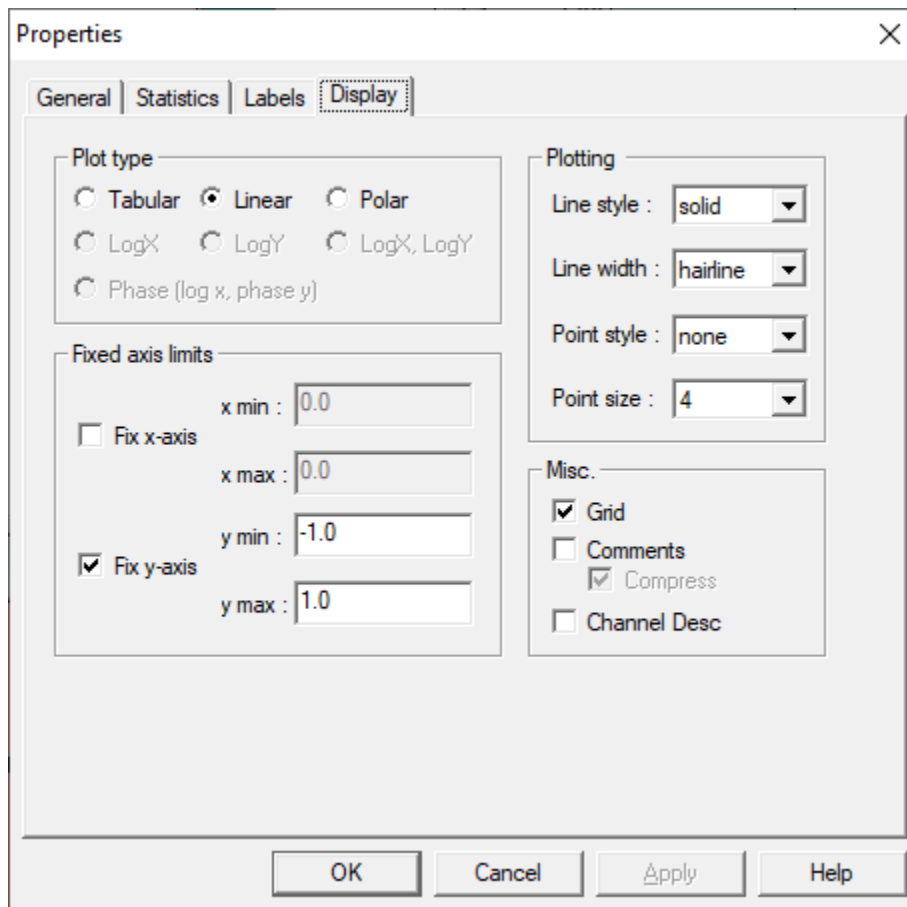 Properties
General Statistics Labels Display
Plot type
Tabular Linear Polar
LogX LogY LogX, LogY
Phase (log x, phase y)
Fixed axis limits
Fix x-axis
x min : 0.0
x max : 0.0
Fix y-axis
y min : -1.0
y max : 1.0
Plotting
Line style : solid
Line width : hairline
Point style : none
Point size : 4
Misc.
Grid
Comments
Compress
Channel Desc
OK Cancel Apply Help